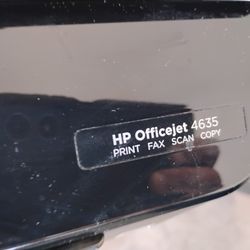 HP Officejet 4635
PRINT FAX SCAN COPY